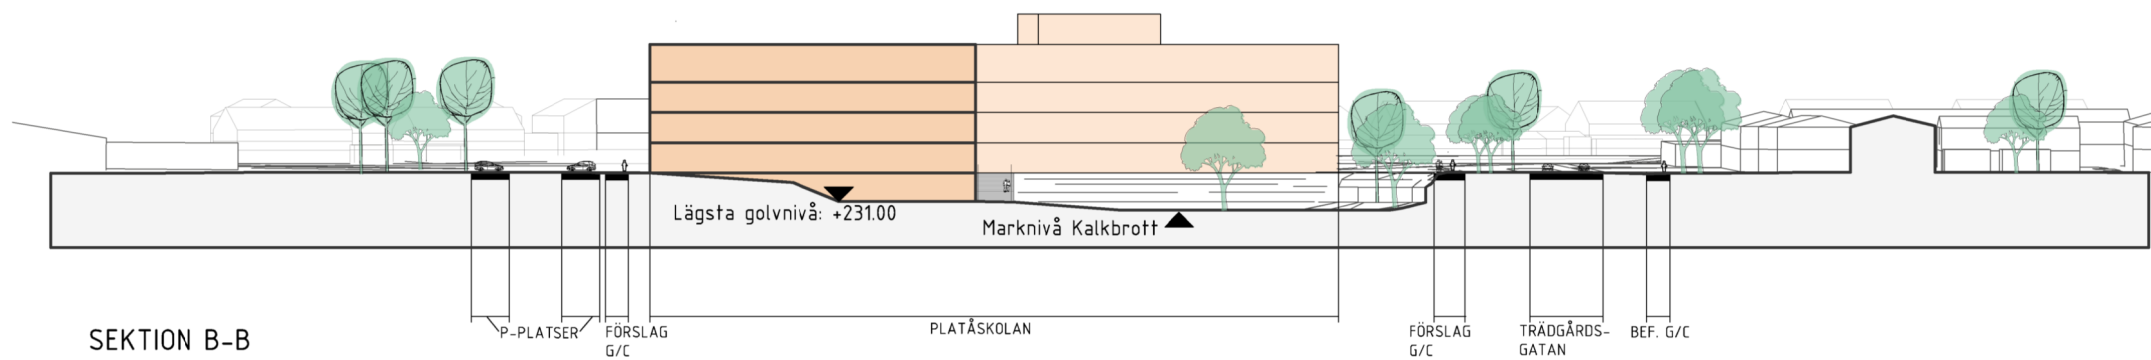 Lägsta golvnivå: +231.00
Marknivå Kalkbrott
SEKTION B-B
P-PLATSER
FÖRSLAG
G/C
PLATÅSKOLAN
FÖRSLAG
G/C
TRÄDGÅRDS-
GATAN
BEF. G/C